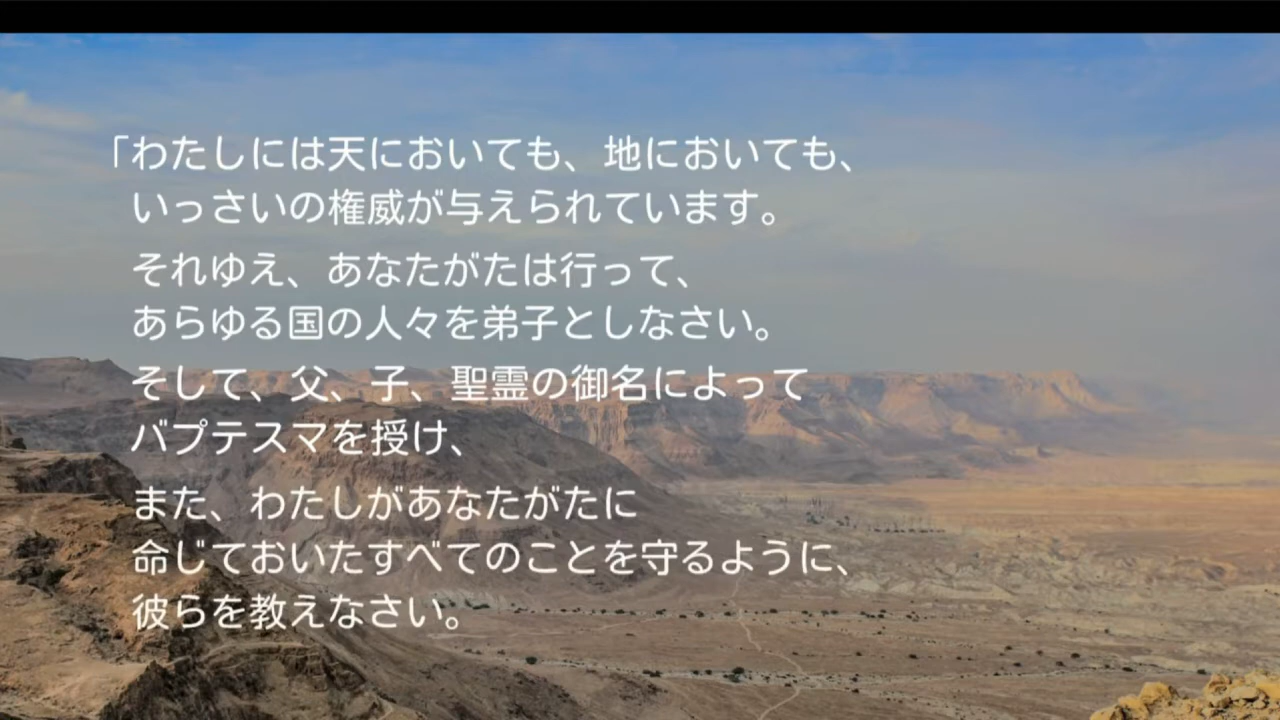 「わたしには天においても、地においても、
いっさいの権威が与えられています。
それゆえ、あなたがたは行って、
あらゆる国の人々を弟子としなさい。
そして、父、子、聖霊の御名によって
バプテスマを授け、
また、わたしがあなたがたに
命じておいたすべてのことを守るように、
彼らを教えなさい。